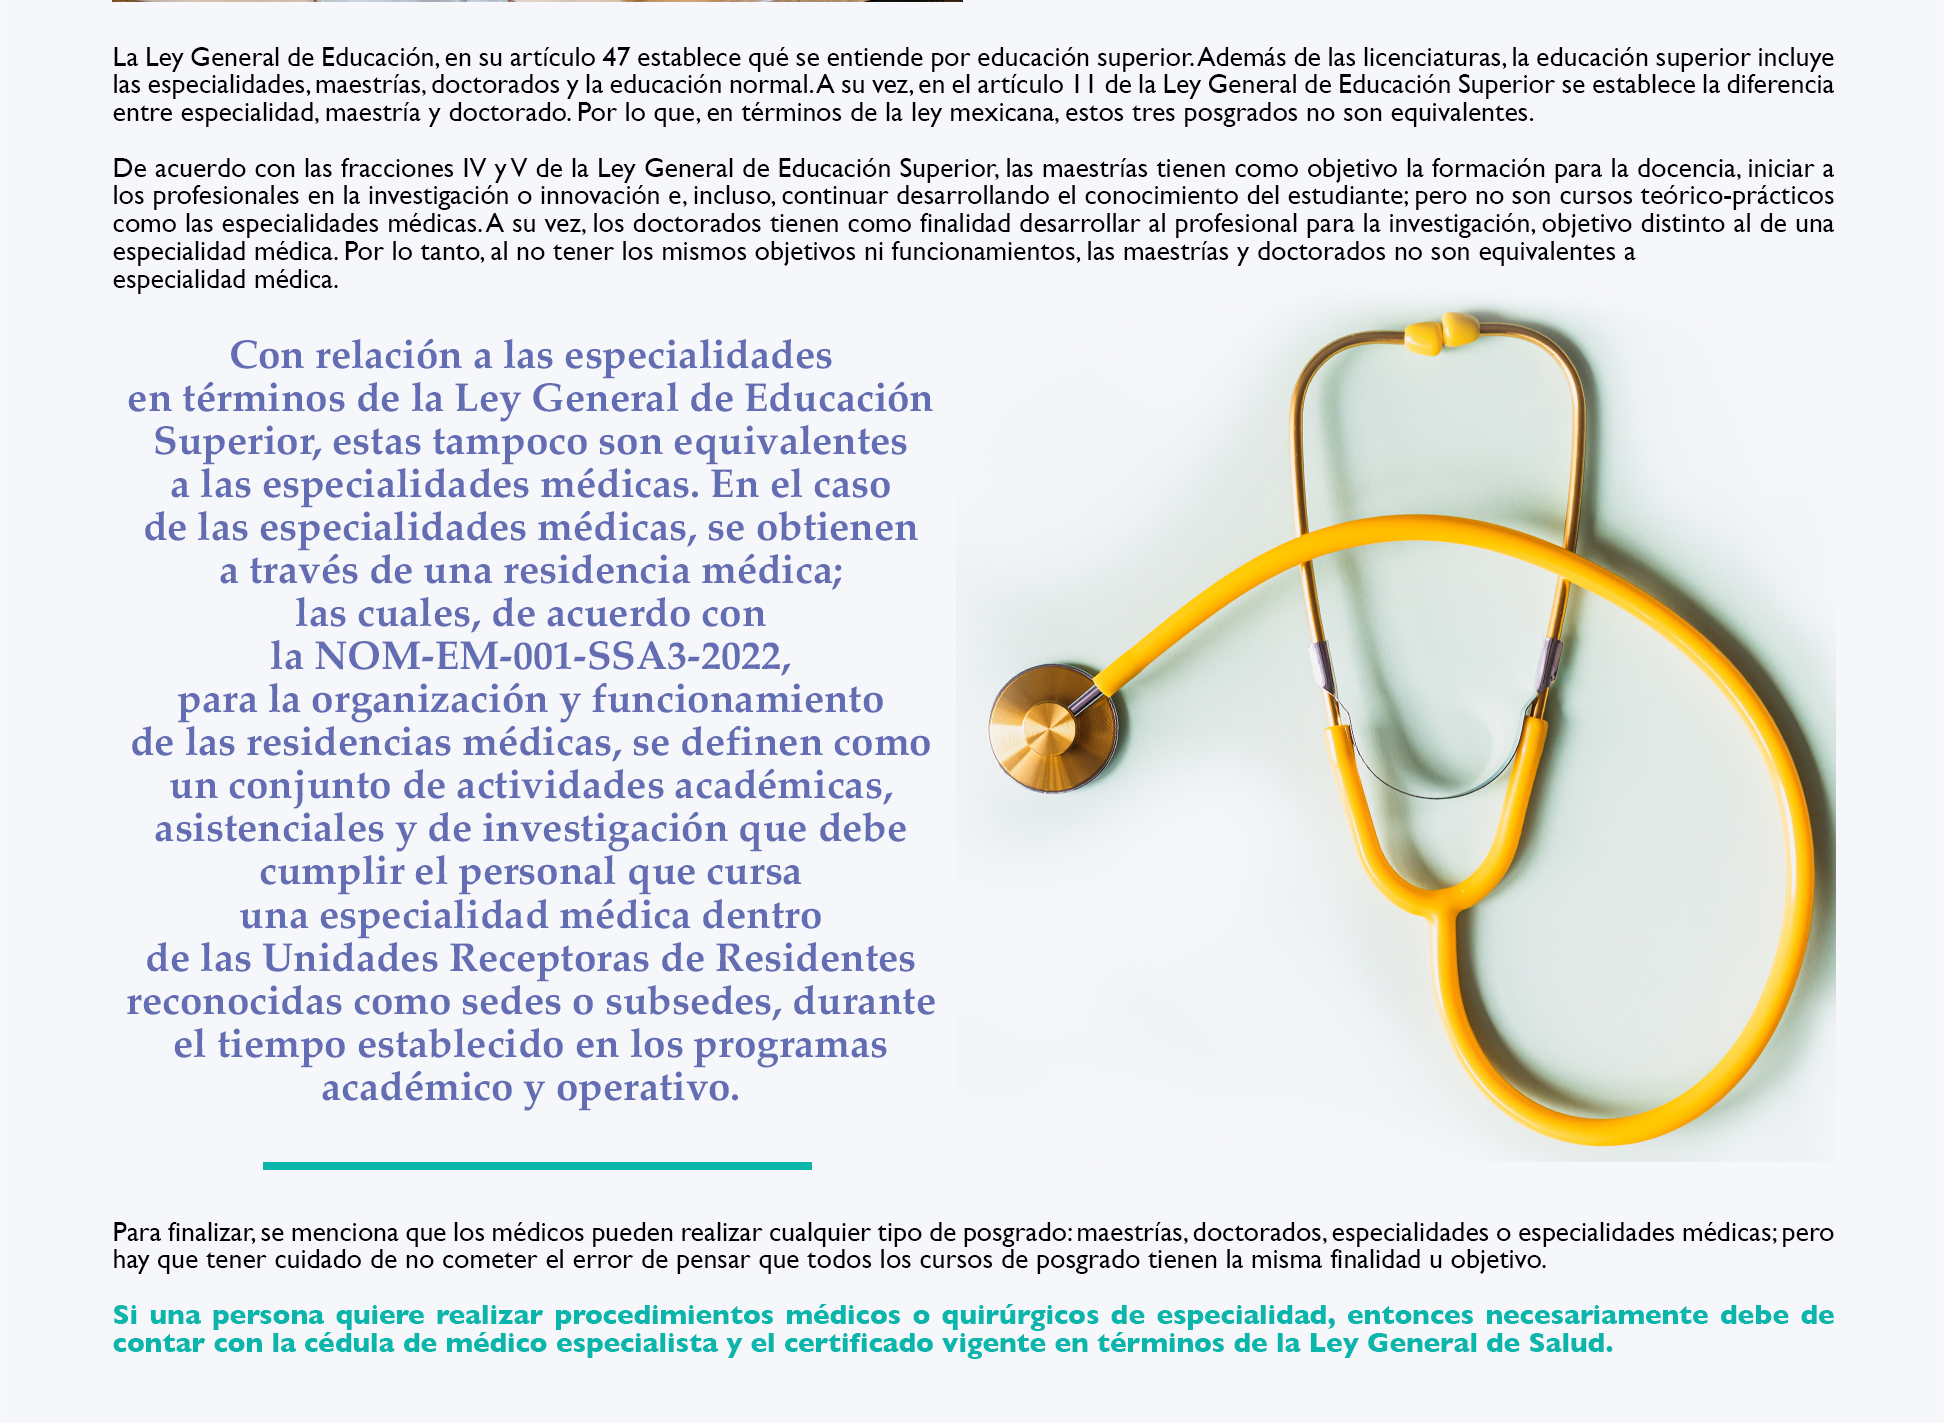 La Ley General de Educación, en su artículo 47 establece qué se entiende por educación superior. Además de las licenciaturas, la educación superior incluye
las especialidades, maestrías, doctorados y la educación normal. A su vez, en el artículo 11 de la Ley General de Educación Superior se establece la diferencia
entre especialidad, maestría y doctorado. Por lo que, en términos de la ley mexicana, estos tres posgrados no son equivalentes.
De acuerdo con las fracciones IV y V de la Ley General de Educación Superior, las maestrías tienen como objetivo la formación para la docencia, iniciar a
los profesionales en la investigación o innovación e, incluso, continuar desarrollando el conocimiento del estudiante; pero no son cursos teórico-prácticos
como las especialidades médicas. A su vez, los doctorados tienen como finalidad desarrollar al profesional para la investigación, objetivo distinto al de una
especialidad médica. Por lo tanto, al no tener los mismos objetivos ni funcionamientos, las maestrías y doctorados no son equivalentes a
especialidad médica.
Con relación a las especialidades
en términos de la Ley General de Educación
Superior, estas tampoco son equivalentes
a las especialidades médicas. En el caso
de las especialidades médicas, se obtienen
a través de una residencia médica;
las cuales, de acuerdo con
la NOM-EM-001-SSA3-2022,
para la organización y funcionamiento
de las residencias médicas, se definen como
un conjunto de actividades académicas,
asistenciales y de investigación que debe
cumplir el personal que cursa
una especialidad médica dentro
de las Unidades Receptoras de Residentes
reconocidas como sedes o subsedes, durante
el tiempo establecido en los programas
académico y operativo.
Para finalizar, se menciona que los médicos pueden realizar cualquier tipo de posgrado: maestrías, doctorados, especialidades o especialidades médicas; pero
hay que tener cuidado de no cometer el error de pensar que todos los cursos de posgrado tienen la misma finalidad u objetivo.
Si una persona quiere realizar procedimientos médicos o quirúrgicos de especialidad, entonces necesariamente debe de
contar con la cédula de médico especialista y el certificado vigente en términos de la Ley General de Salud.